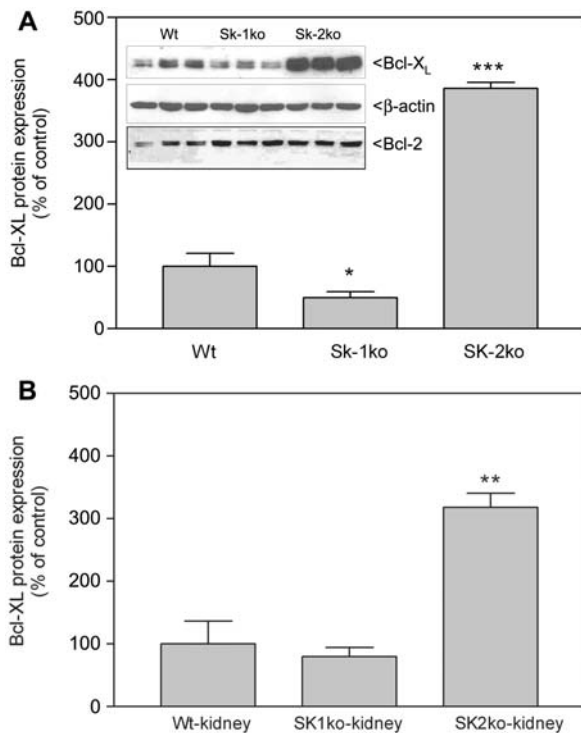 A
Bcl-XL protein expression
(% of control)
500
400
300
200
100
0
Wt Sk-1ko Sk-2ko
<Bcl-X_L
<β-actin
<Bcl-2
*
***
Wt Sk-1ko SK-2ko
B
Bcl-XL protein expression
(% of control)
500
400
300
200
100
0
**
Wt-kidney SK1ko-kidney SK2ko-kidney